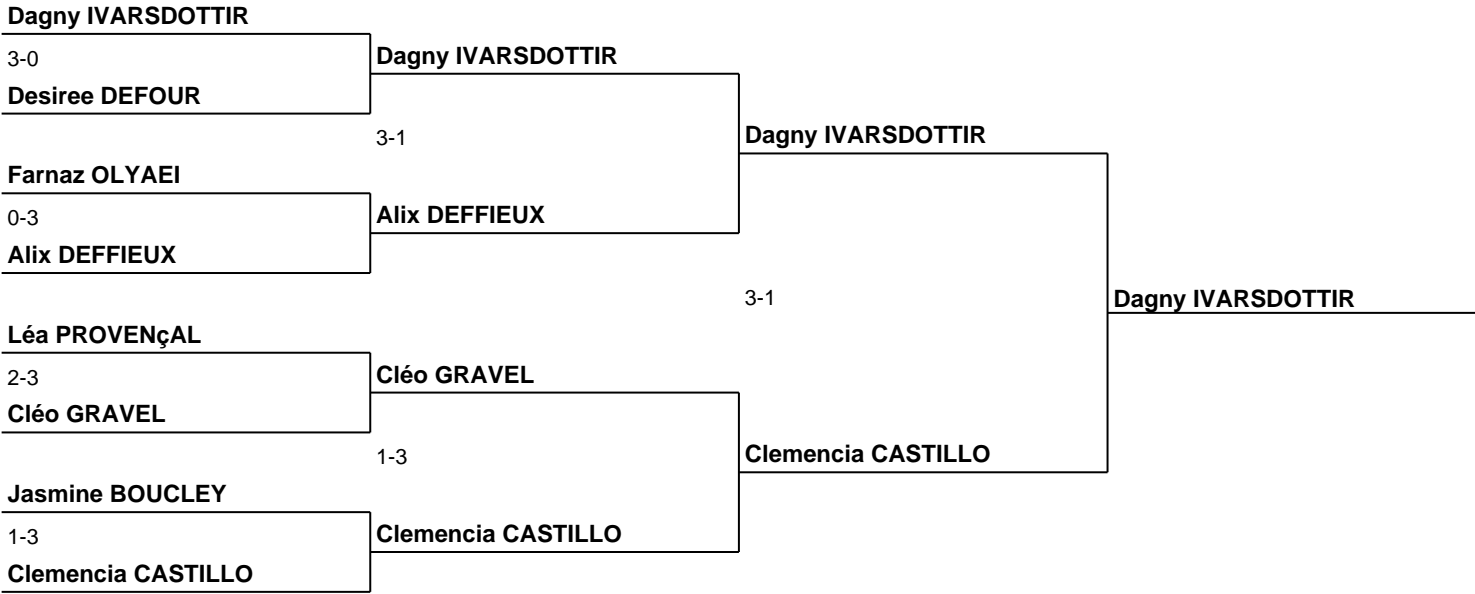 Dagny IVARSDOTTIR
3-0
Desiree DEFOUR
Farnaz OLYAEI
0-3
Alix DEFFIEUX
Léa PROVENçAL
2-3
Cléo GRAVEL
Jasmine BOUCLEY
1-3
Clemencia CASTILLO
Dagny IVARSDOTTIR
3-1
Alix DEFFIEUX
Cléo GRAVEL
1-3
Clemencia CASTILLO
Dagny IVARSDOTTIR
3-1
Clemencia CASTILLO
Dagny IVARSDOTTIR